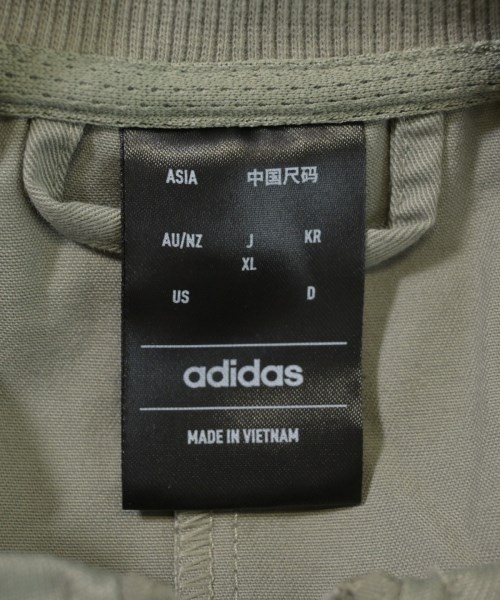 ASIA 中国尺码
AU/NZ J KR
XL
US D
adidas
MADE IN VIETNAM